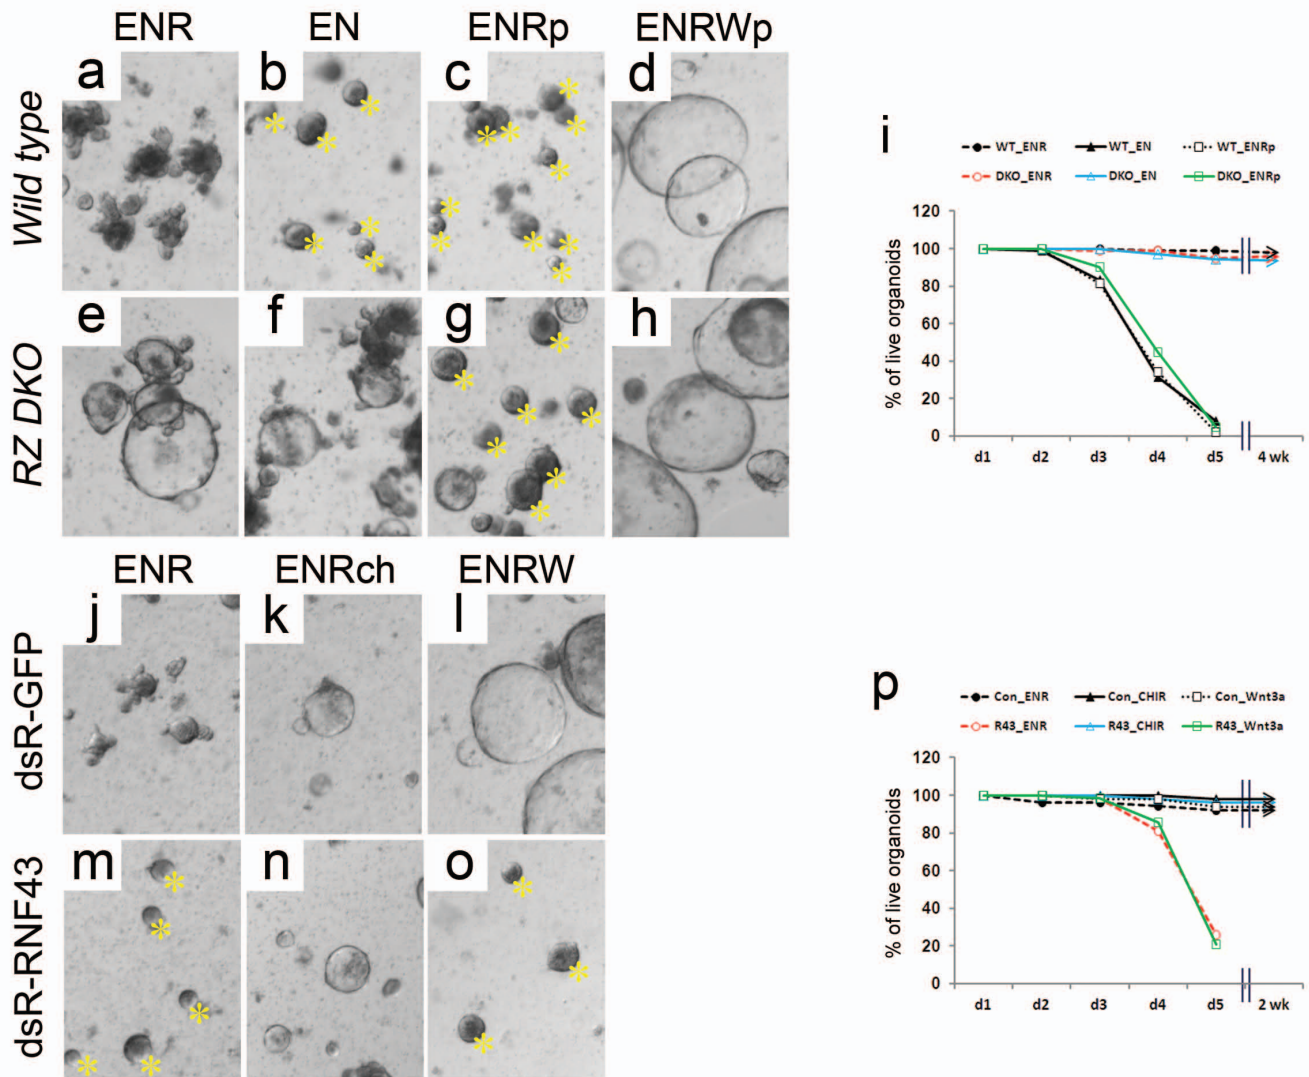 ENR EN ENRp ENRWp
Wild type
a b c d
RZ DKO
e f g h
i
WT_ENR WT_EN WT_ENRp
DKO_ENR DKO_EN DKO_ENRp
% of live organoids
120
100
80
60
40
20
0
d1 d2 d3 d4 d5 4 wk
ENR ENRch ENRW
dsR-GFP
j k l
dsR-RNF43
m n o
p
Con_ENR Con_CHIR Con_Wnt3a
R43_ENR R43_CHIR R43_Wnt3a
% of live organoids
120
100
80
60
40
20
0
d1 d2 d3 d4 d5 2 wk